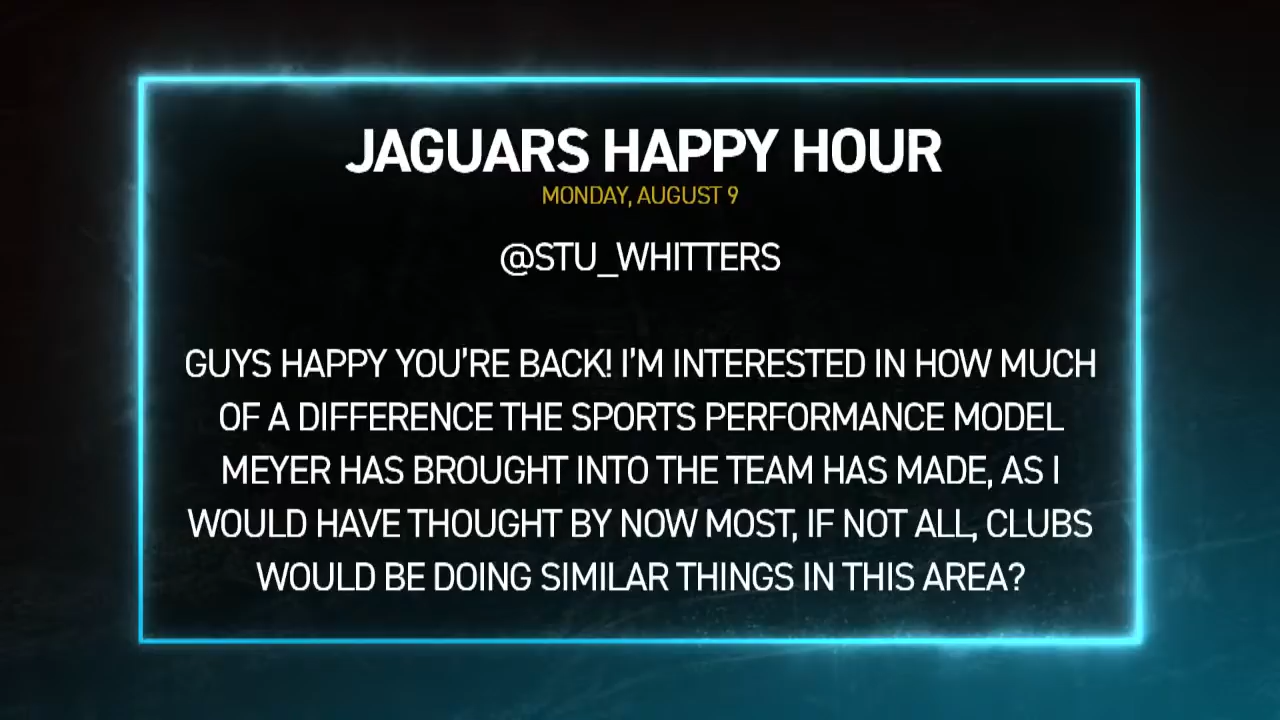 JAGUARS HAPPY HOUR
MONDAY, AUGUST 9
@STU_WHITTERS
GUYS HAPPY YOU'RE BACK! I'M INTERESTED IN HOW MUCH
OF A DIFFERENCE THE SPORTS PERFORMANCE MODEL
MEYER HAS BROUGHT INTO THE TEAM HAS MADE, AS I
WOULD HAVE THOUGHT BY NOW MOST, IF NOT ALL, CLUBS
WOULD BE DOING SIMILAR THINGS IN THIS AREA?